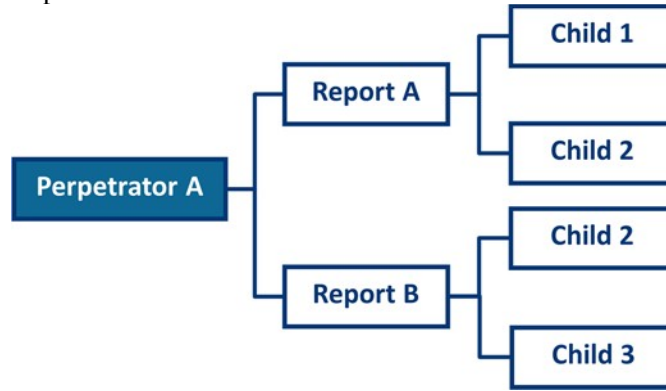 Perpetrator A
Report A
Child 1
Child 2
Report B
Child 2
Child 3